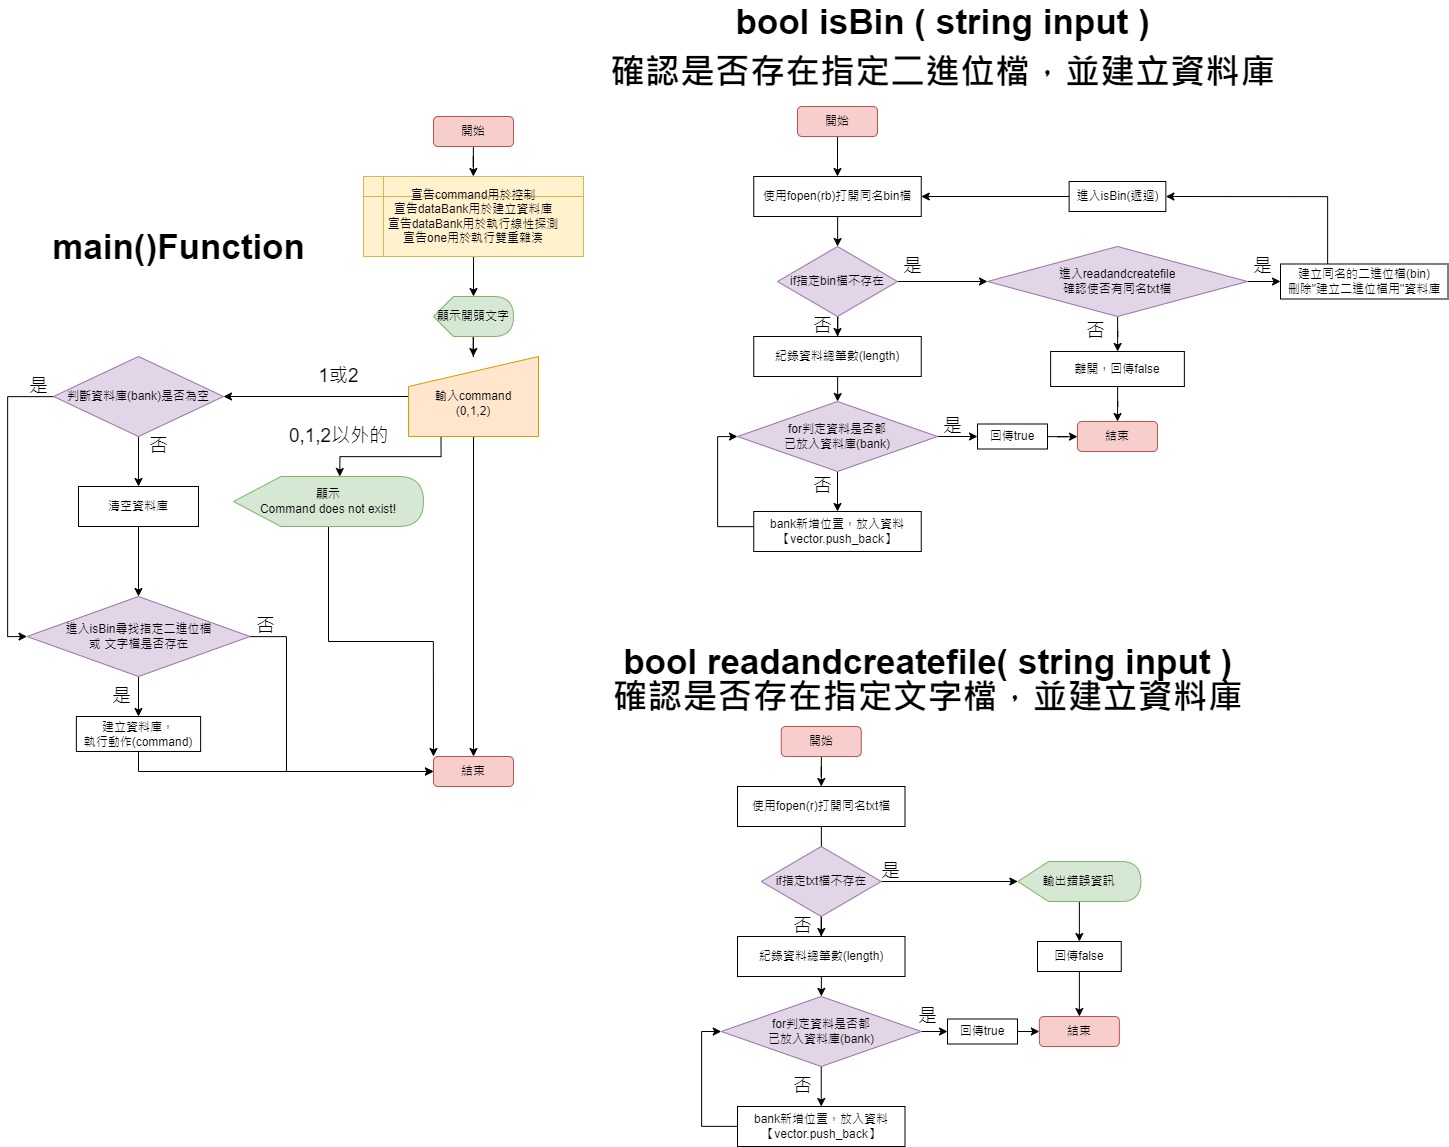 main()Function
開始
宣告command用於控制
宣告dataBank用於建立資料庫
宣告dataBank用於執行線性探測
宣告one用於執行雙重雜湊
顯示開頭文字
輸入command
(0,1,2)
1或2
0,1,2以外的
判斷資料庫(bank)是否為空
是
否
清空資料庫
顯示
Command does not exist!
進入isBin尋找指定二進位檔
或 文字檔是否存在
否
是
建立資料庫，
執行動作(command)
結束
bool isBin ( string input )
確認是否存在指定二進位檔，並建立資料庫
開始
使用fopen(rb)打開同名bin檔
進入isBin(遞迴)
if指定bin檔不存在
是
進入readandcreatefile
確認使否有同名txt檔
是
建立同名的二進位檔(bin)
刪除"建立二進位檔用"資料庫
否
否
紀錄資料總筆數(length)
離開，回傳false
for判定資料是否都
已放入資料庫(bank)
是
回傳true
結束
否
bank新增位置，放入資料
【vector.push_back】
bool readandcreatefile( string input )
確認是否存在指定文字檔，並建立資料庫
開始
使用fopen(r)打開同名txt檔
if指定txt檔不存在
是
輸出錯誤資訊
否
紀錄資料總筆數(length)
回傳false
for判定資料是否都
已放入資料庫(bank)
是
回傳true
結束
否
bank新增位置，放入資料
【vector.push_back】